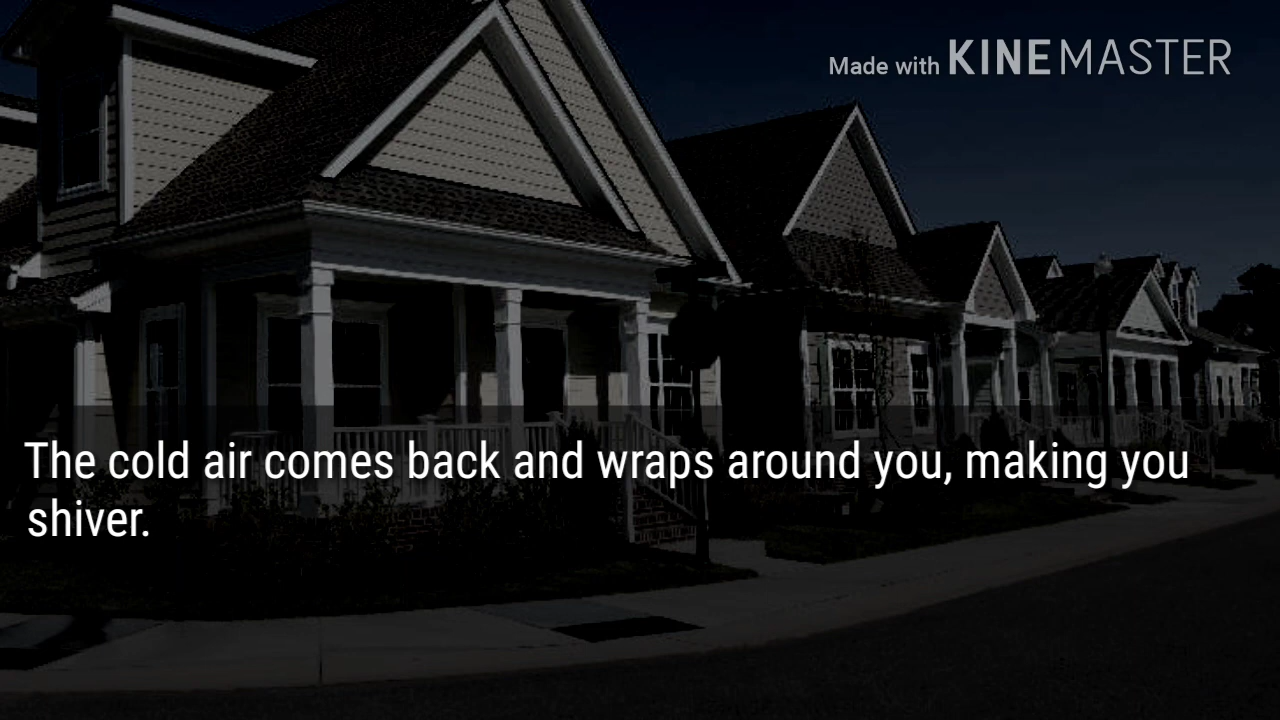 Made with KINEMASTER
The cold air comes back and wraps around you, making you
shiver.